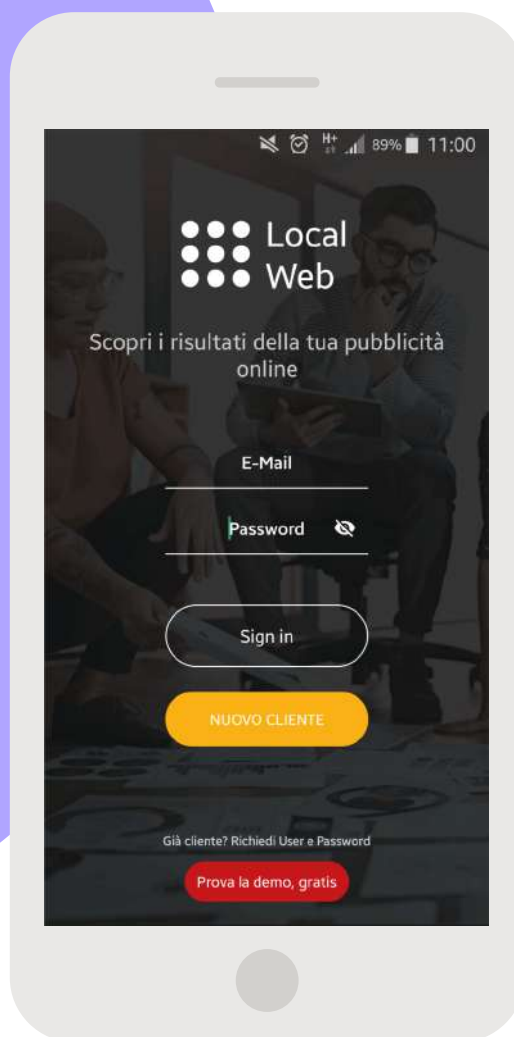 H+ 89% 11:00
Local
Web
Scopri i risultati della tua pubblicità
online
E-Mail
Password
Sign in
NUOVO CLIENTE
Già cliente? Richiedi User e Password
Prova la demo, gratis